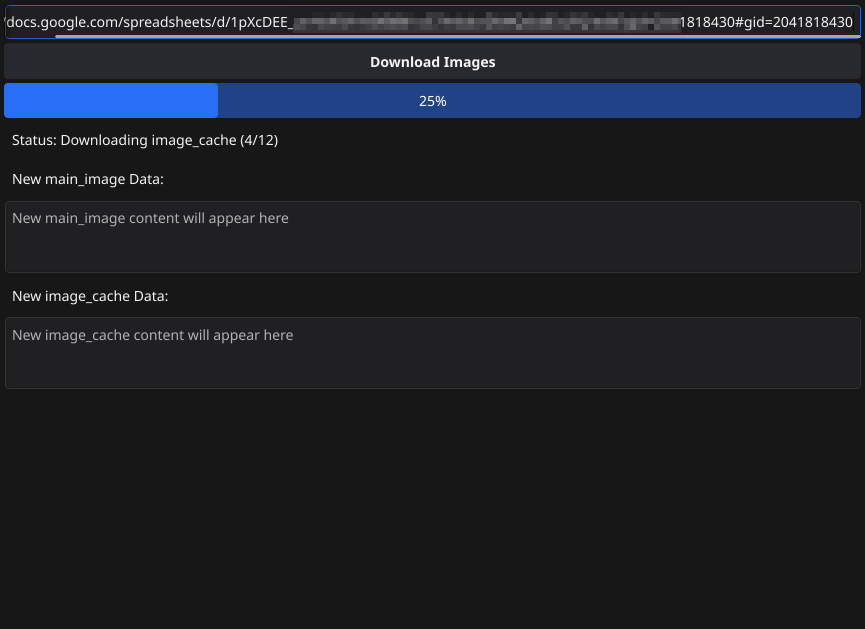 docs.google.com/spreadsheets/d/1pXcDEE_ 1818430#gid=2041818430
Download Images
25%
Status: Downloading image_cache (4/12)
New main_image Data:
New main_image content will appear here
New image_cache Data:
New image_cache content will appear here